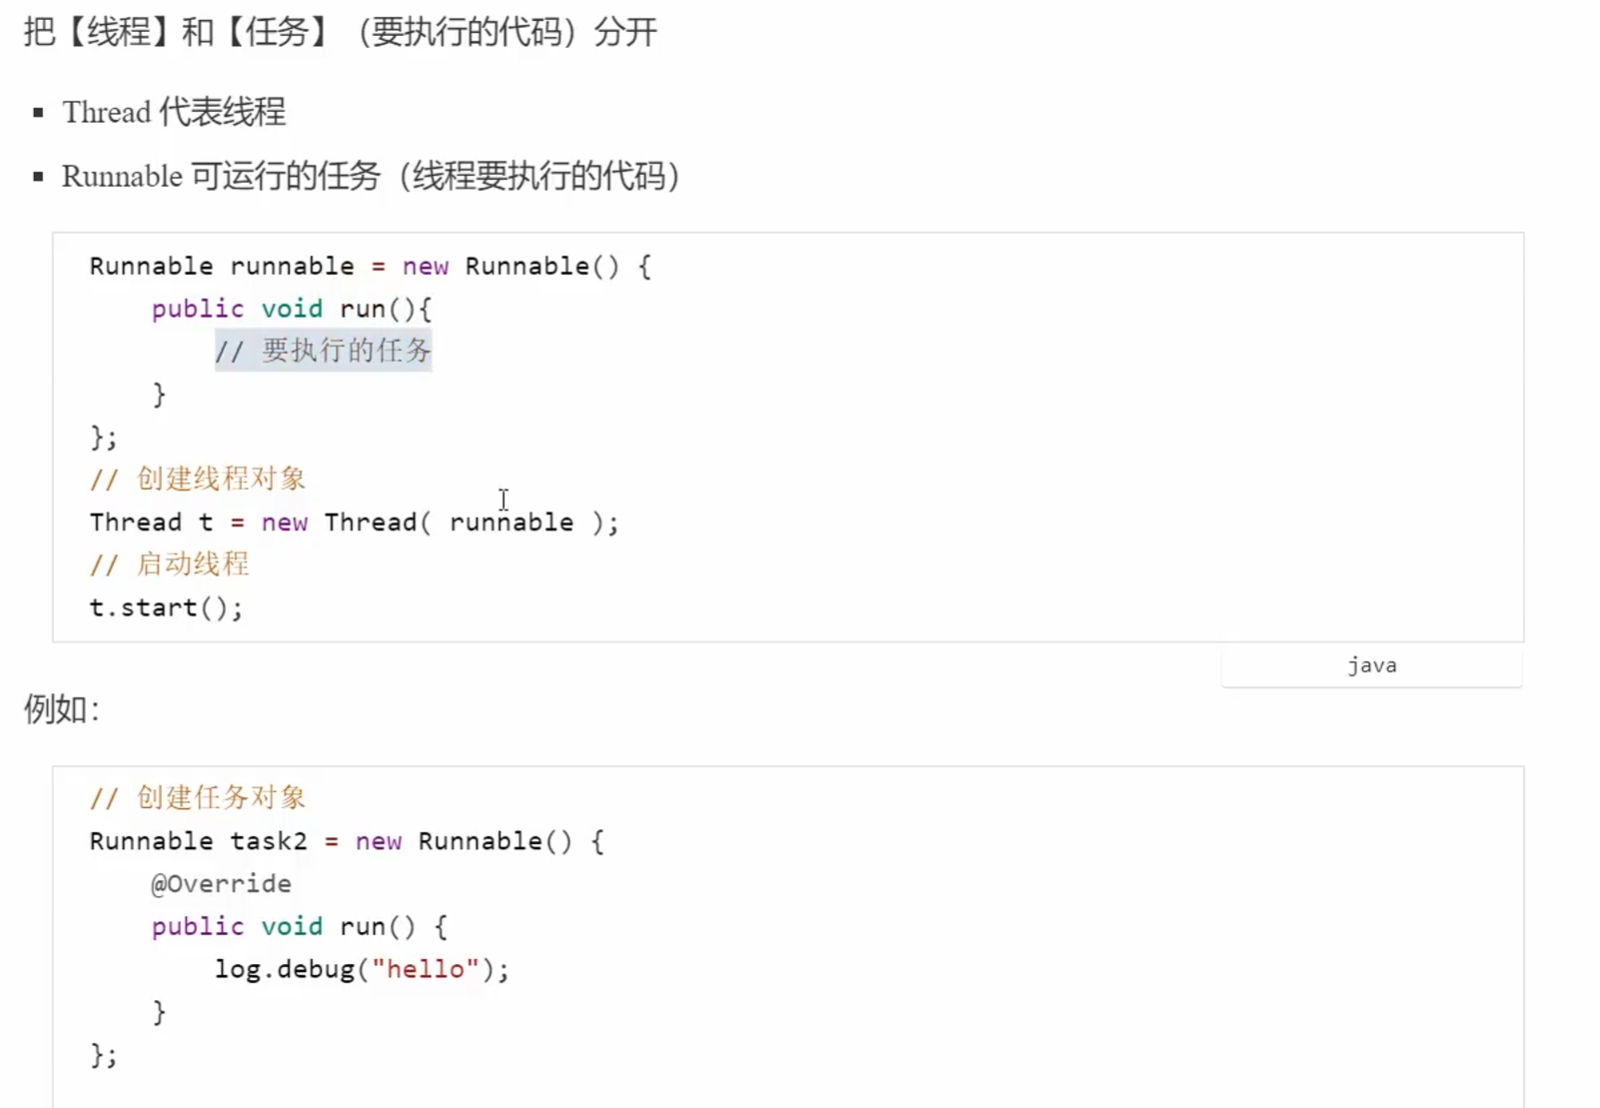 把【线程】和【任务】（要执行的代码）分开
▪ Thread 代表线程
▪ Runnable 可运行的任务（线程要执行的代码）
Runnable runnable = new Runnable() {
    public void run(){
        // 要执行的任务
    }
};
// 创建线程对象
Thread t = new Thread( runnable );
// 启动线程
t.start();
java
例如：
// 创建任务对象
Runnable task2 = new Runnable() {
    @Override
    public void run() {
        log.debug("hello");
    }
};